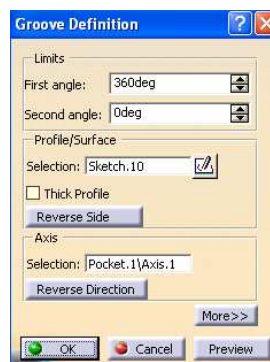 Groove Definition
Limits
First angle: 360deg
Second angle: 0deg
Profile/Surface
Selection: Sketch.10
Thick Profile
Reverse Side
Axis
Selection: Pocket.1\Axis.1
Reverse Direction
More>>
OK Cancel Preview